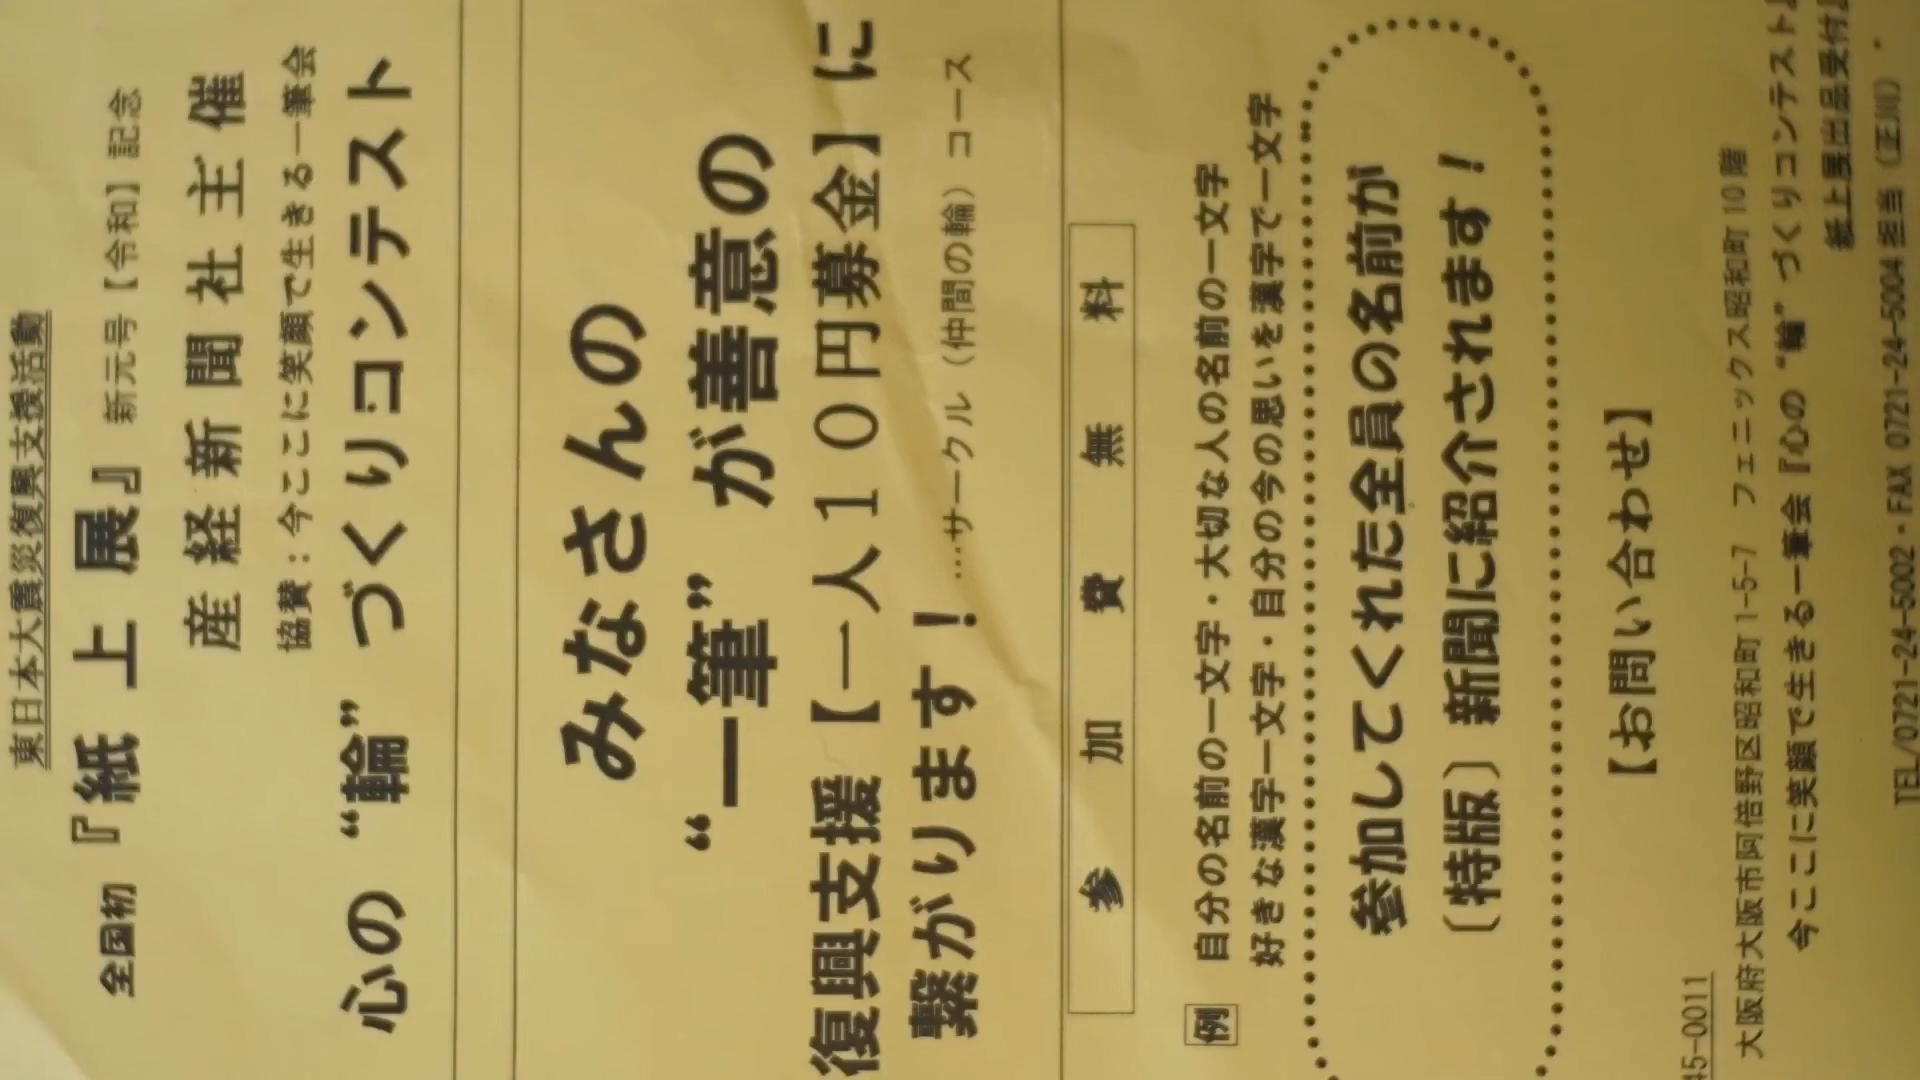 東日本大震災復興支援活動
全国初『紙上展』 新元号【令和】記念
産経新聞社主催
協賛：今ここに笑顔で生きる一筆会
心の“輪”づくりコンテスト
みなさんの
“一筆”が善意の
復興支援【一人１０円募金】に
繋がります！ …サークル（仲間の輪）コース
参加費無料
例 自分の名前の一文字・大切な人の名前の一文字
好きな漢字一文字・自分の今の思いを漢字で一文字
参加してくれた全員の名前が
〔特版〕新聞に紹介されます！
【お問い合わせ】
45-0011
大阪府大阪市阿倍野区昭和町1-5-7 フェニックス昭和町10階
今ここに笑顔で生きる一筆会『心の“輪”づくりコンテスト
紙上展出品受付
TEL/0721-24-5002・FAX 0721-24-5004 担当（正川）